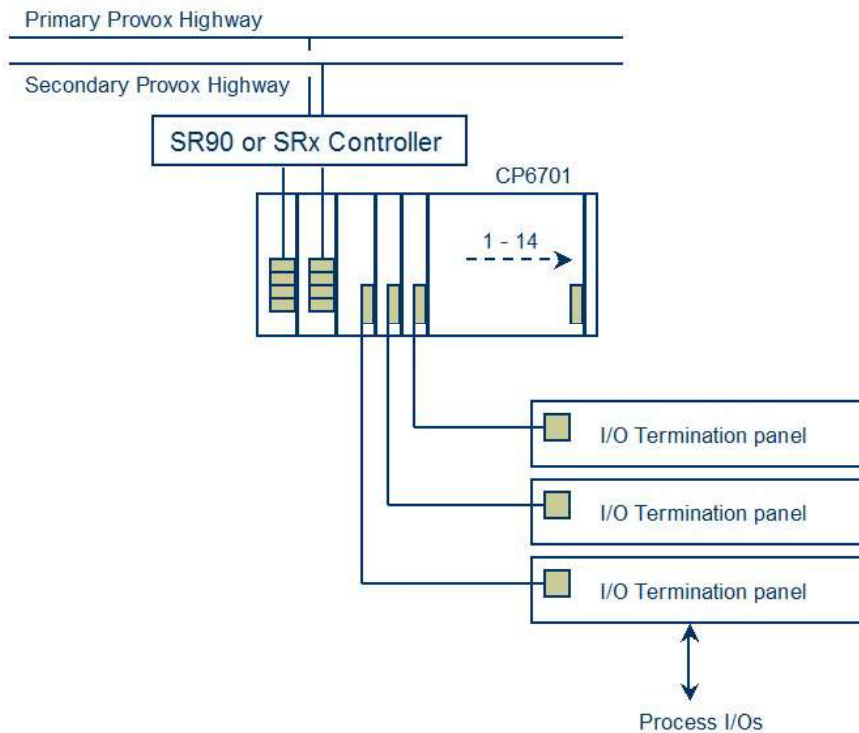 Primary Provox Highway
Secondary Provox Highway
SR90 or SRx Controller
CP6701
1 - 14
I/O Termination panel
I/O Termination panel
I/O Termination panel
Process I/Os